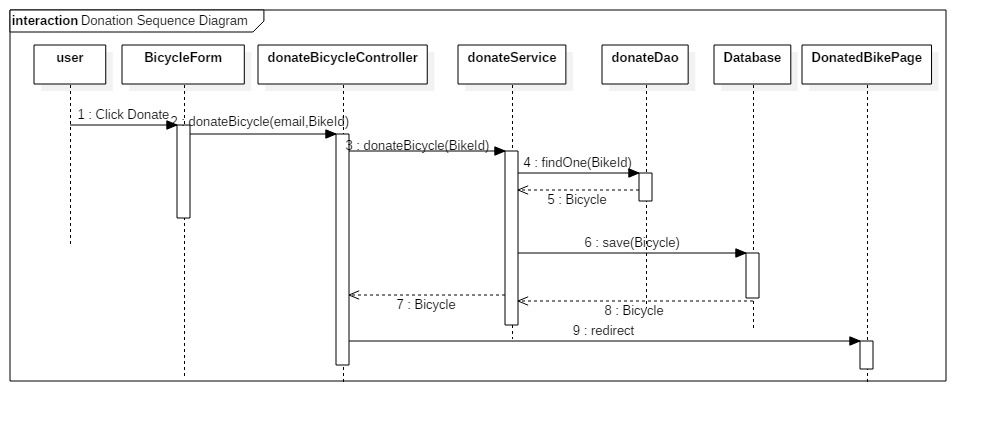 interaction Donation Sequence Diagram
user
BicycleForm
donateBicycleController
donateService
donateDao
Database
DonatedBikePage
1 : Click Donate
2 : donateBicycle(email,BikeId)
3 : donateBicycle(BikeId)
4 : findOne(BikeId)
5 : Bicycle
6 : save(Bicycle)
7 : Bicycle
8 : Bicycle
9 : redirect